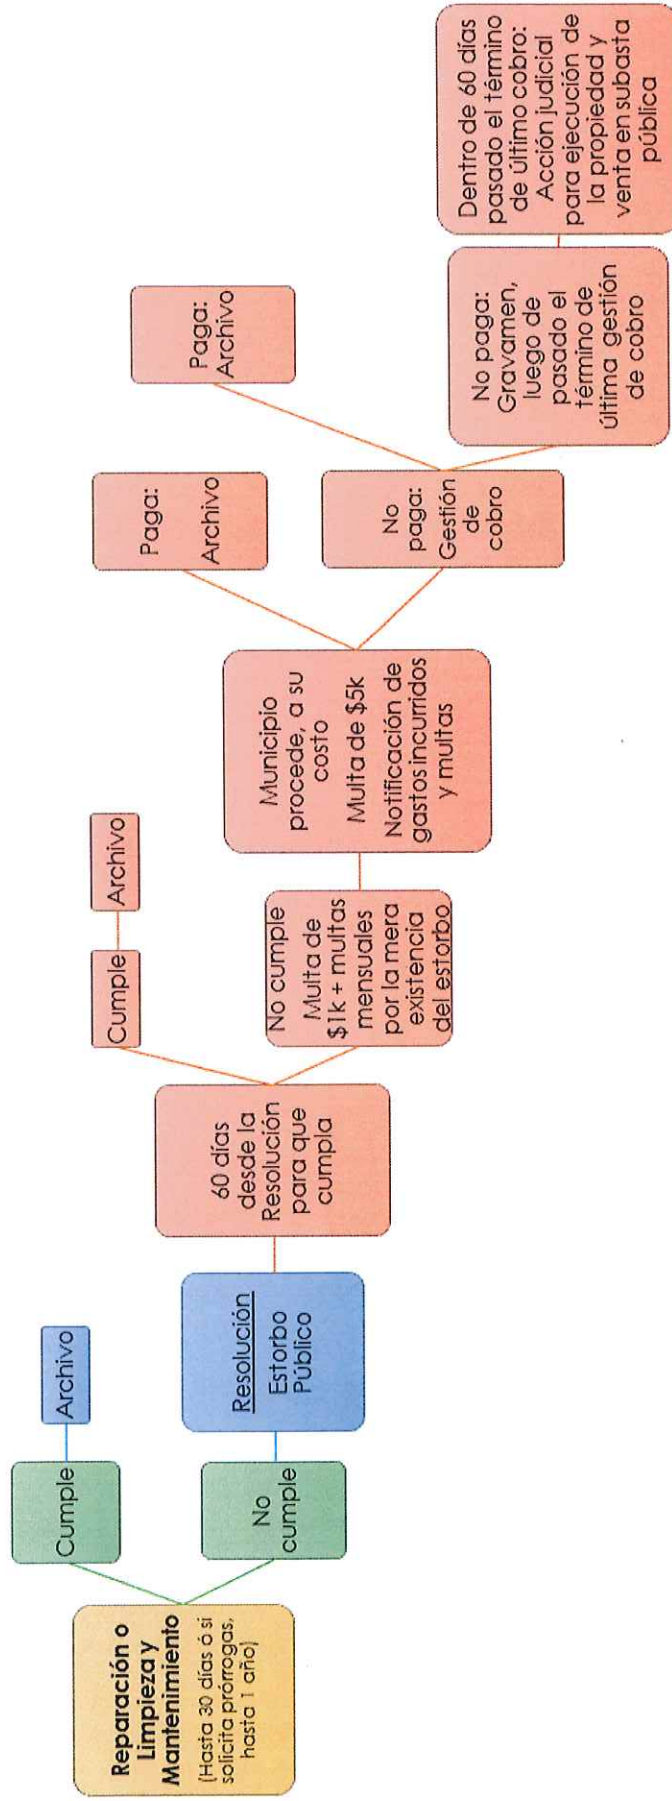 Reparación o
Limpieza y
Mantenimiento
(Hasta 30 días ó si
solicita prórrogas,
hasta 1 año)
Cumple
Archivo
No
cumple
Resolución
Estorbo
Público
60 días
desde la
Resolución
para que
cumpla
Cumple
Archivo
No cumple
Multa de
$1k + multas
mensuales
por la mera
existencia
del estorbo
Municipio
procede, a su
costo
Multa de $5k
Notificación de
gastos incurridos
y multas
Paga:
Archivo
No
paga:
Gestión
de
cobro
Paga:
Archivo
No paga:
Gravamen,
luego de
pasado el
término de
última gestión
de cobro
Dentro de 60 días
pasado el término
de último cobro:
Acción judicial
para ejecución de
la propiedad y
venta en subasta
pública